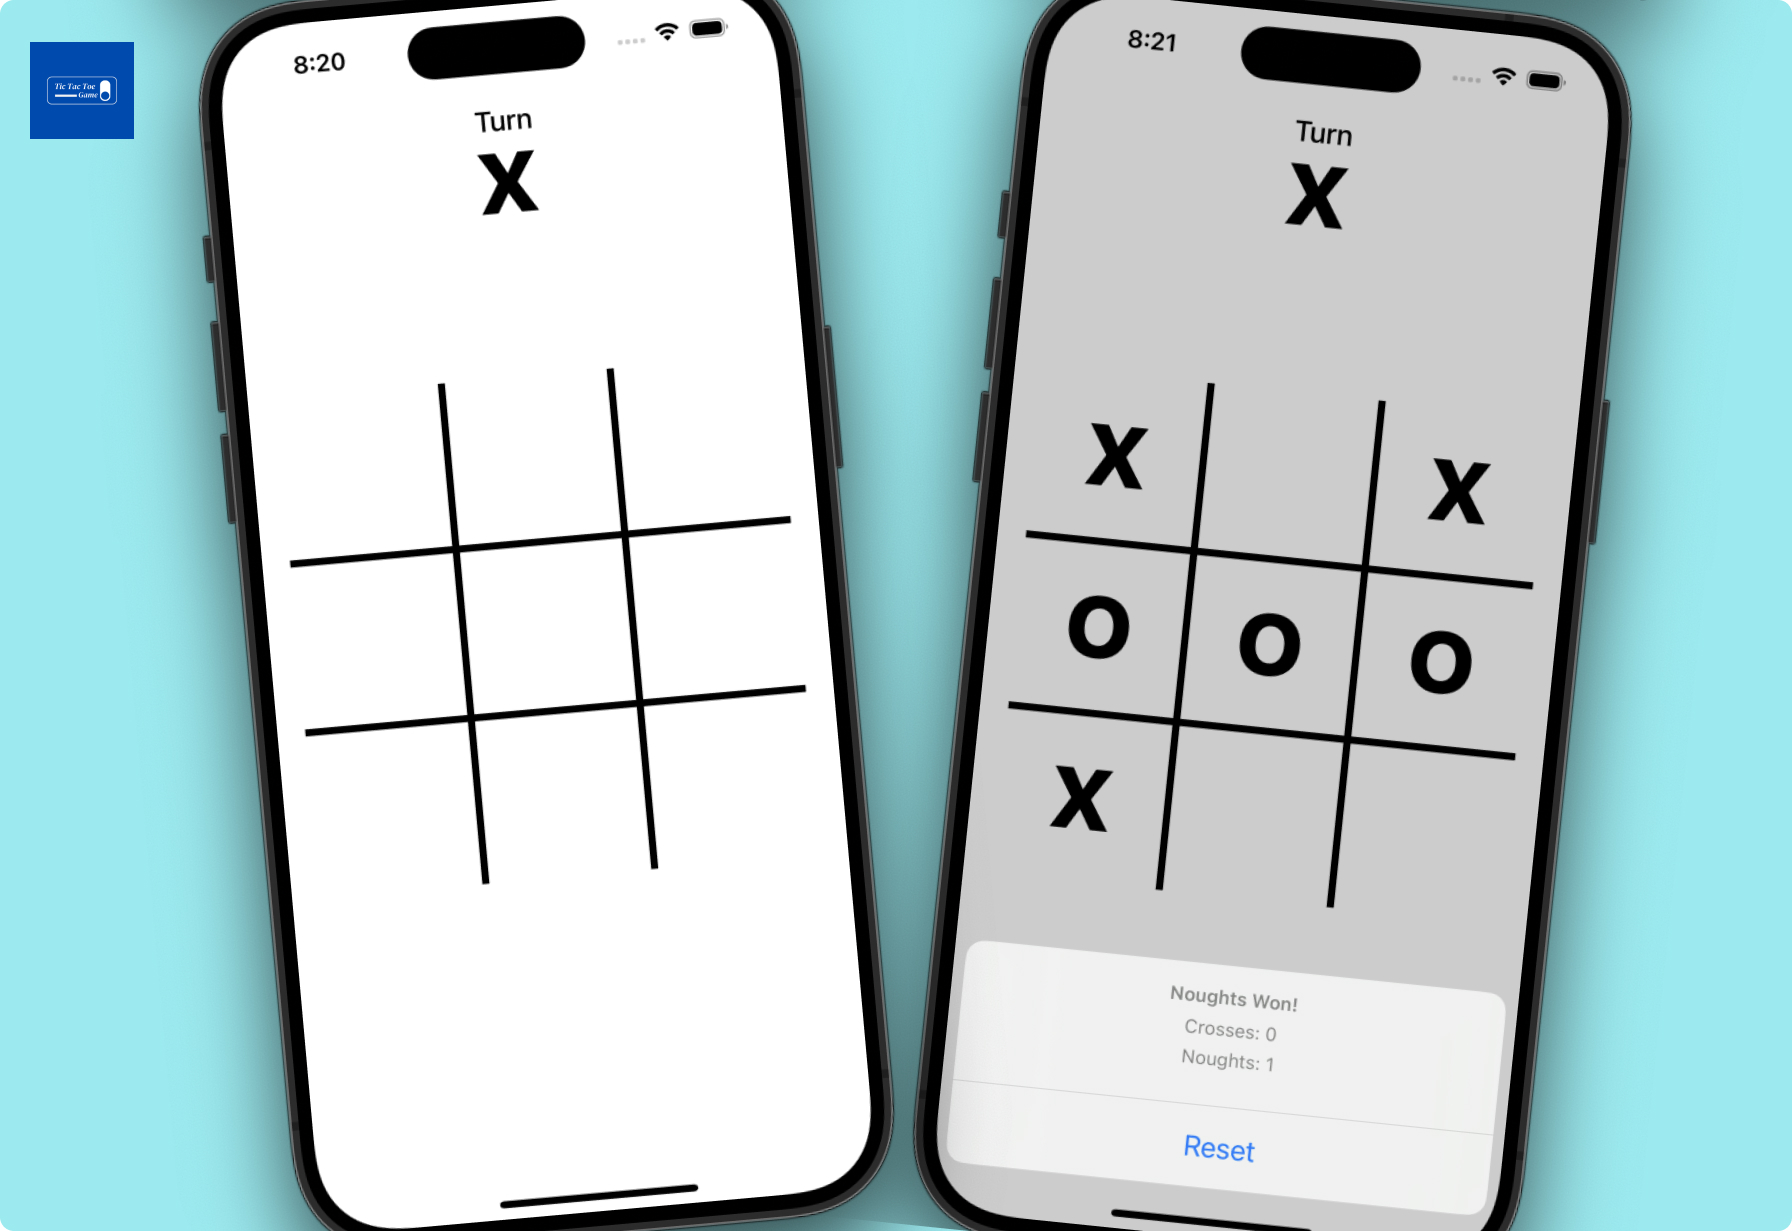 Tic Tac Toe
Game
8:20
Turn
X
8:21
Turn
X
X X
O O O
X
Noughts Won!
Crosses: 0
Noughts: 1
Reset